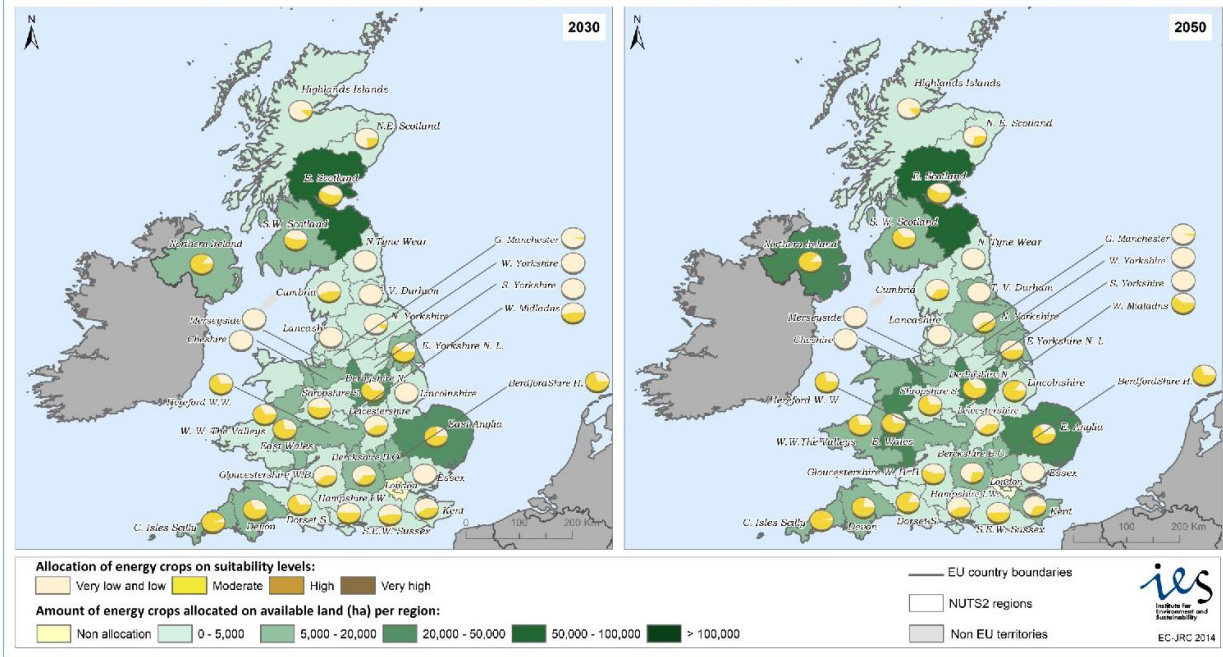 N
2030
Highlands Islands
N.E. Scotland
E. Scotland
S.W. Scotland
Northern Ireland
N.Tyne Wear
G. Manchester
W. Yorkshire
S. Yorkshire
W. Midladns
Cumbria
V. Durham
Merseyside
Lancashire
N. Yorkshire
Cheshire
E. Yorkshire N. L.
Derbyshire N.
Berdfordshire H.
Shropshire S.
Lincolnshire
Hereford W.W.
Leicestershire
East Anglia
W. W. The Valleys
East Wales
Berckshire B.O.
Gloucestershire W.B.
Essex
London
Hampshire I.W.
Kent
C. Isles Scilly
Devon
Dorset S.
S.E.W. Sussex
0 100 200 Km
N
2050
Highlands Islands
N. E. Scotland
E. Scotland
S. W. Scotland
Northern Ireland
N. Tyne Wear
G. Manchester
W. Yorkshire
S. Yorkshire
W. Midladns
Cumbria
T. V. Durham
Merseyside
Lancashire
N. Yorkshire
Cheshire
E Yorkshire N. L
Derbyshire N.
Berdfordshire H.
Shropshire S.
Lincolnshire
Hereford W. W.
Leicestershire
E. Anglia
W.W.The Valleys
E. Wales
Berckshire B.O.
Gloucestershire W.
Essex
London
Hampshire I.W.
Kent
C. Isles Scilly
Devon
Dorset S.
S.E.W. Sussex
0 100 200 Km
Allocation of energy crops on suitability levels:
Very low and low Moderate High Very high
Amount of energy crops allocated on available land (ha) per region:
Non allocation 0 - 5,000 5,000 - 20,000 20,000 - 50,000 50,000 - 100,000 > 100,000
EU country boundaries
NUTS2 regions
Non EU territories
ies
Institute for
Environment and
Sustainability
EC-JRC 2014